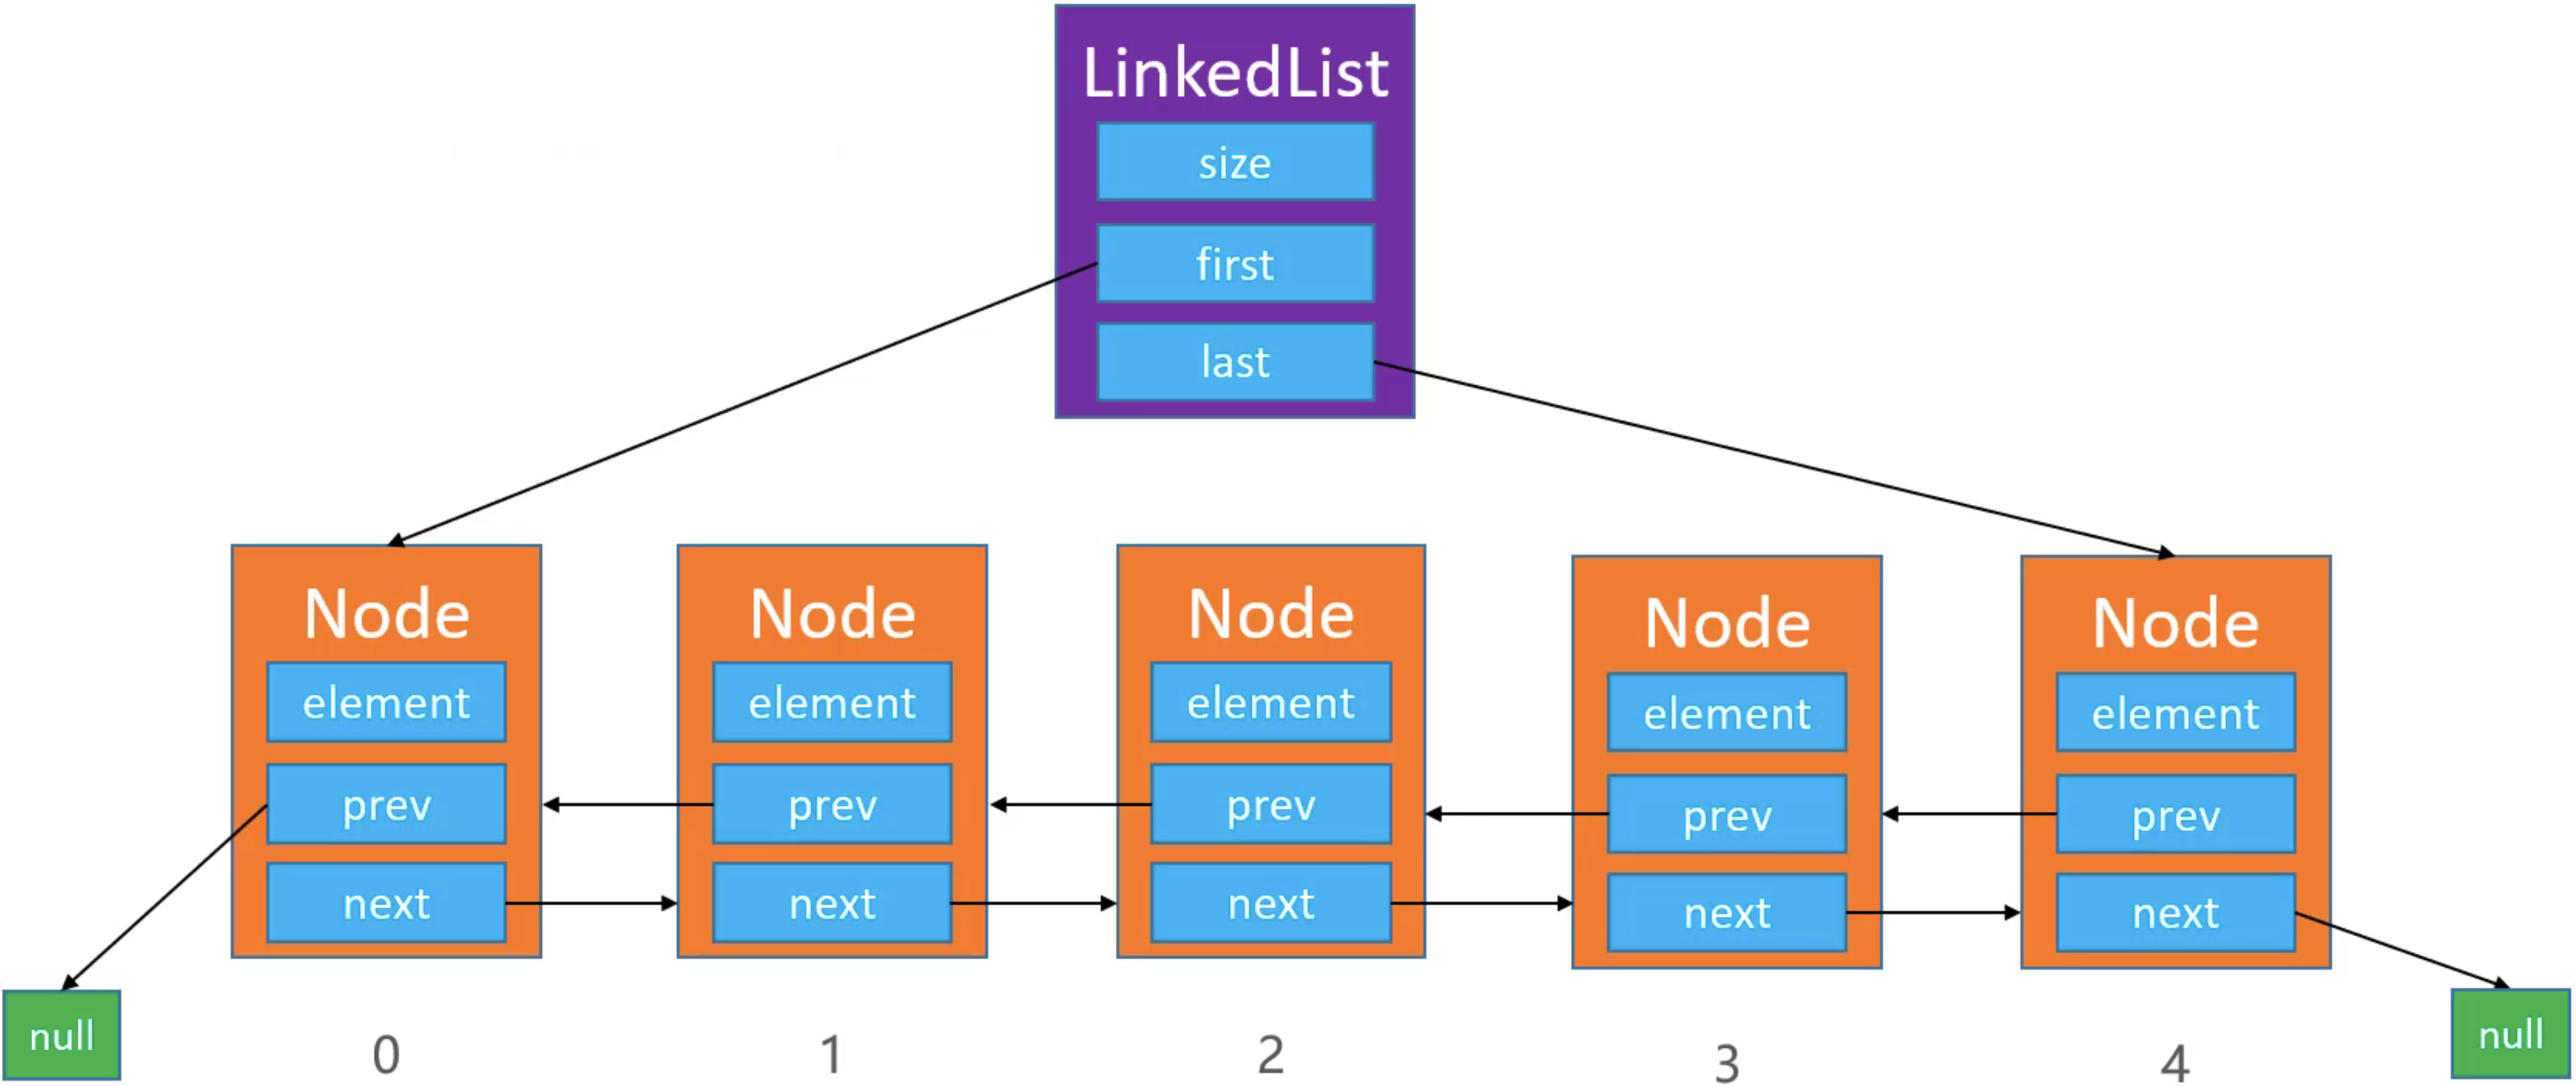 LinkedList
size
first
last
Node
element
prev
next
Node
element
prev
next
Node
element
prev
next
Node
element
prev
next
Node
element
prev
next
null
0
1
2
3
4
null